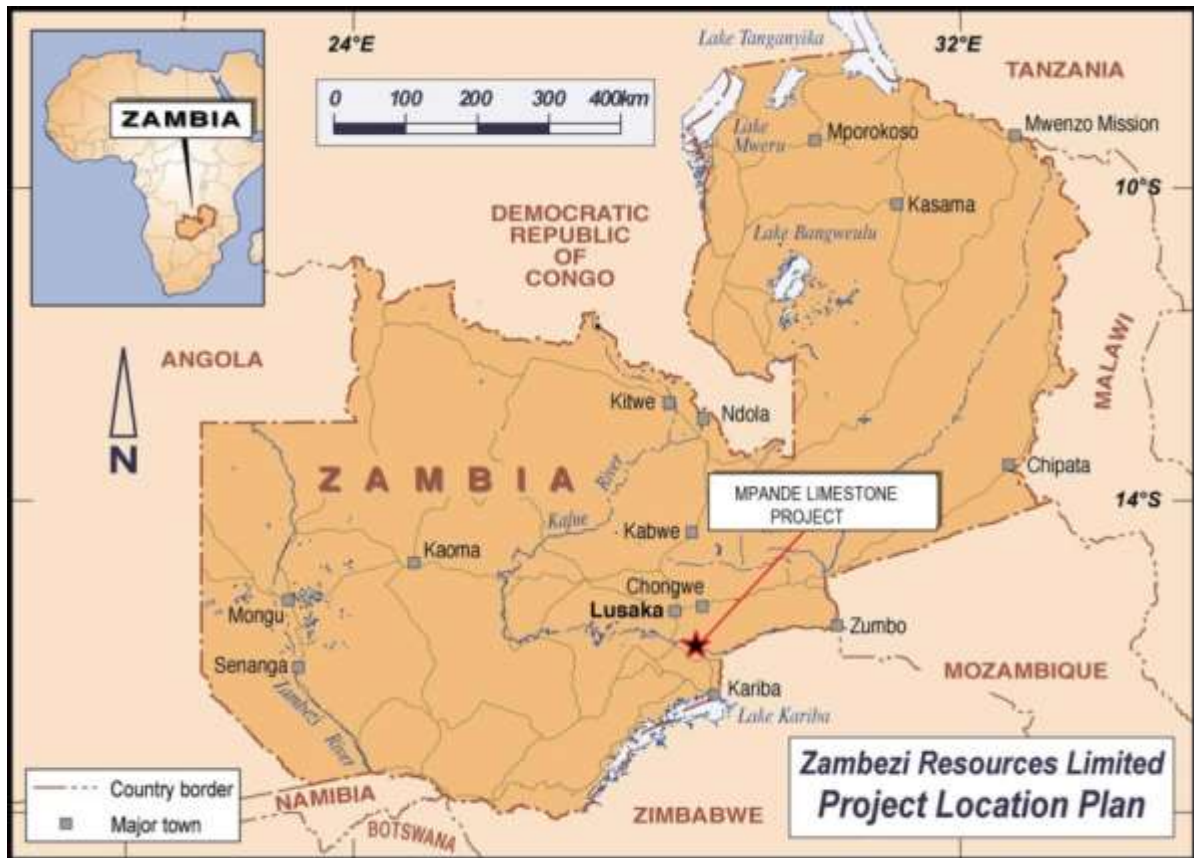 24°E
32°E
Lake Tanganyika
TANZANIA
ZAMBIA
0 100 200 300 400km
Lake
Mweru
Mporokoso
Mwenzo Mission
10°S
DEMOCRATIC
REPUBLIC
OF
CONGO
Kasama
Lake Bangweulu
ANGOLA
MALAWI
N
Kitwe
Ndola
ZAMBIA
River
Kafue
Chipata
14°S
MPANDE LIMESTONE
PROJECT
Kabwe
Kaoma
Chongwe
Lusaka
Mongu
Zumbo
Senanga
MOZAMBIQUE
Zambezi
River
Kariba
Lake Kariba
Country border
Major town
NAMIBIA
BOTSWANA
ZIMBABWE
Zambezi Resources Limited
Project Location Plan